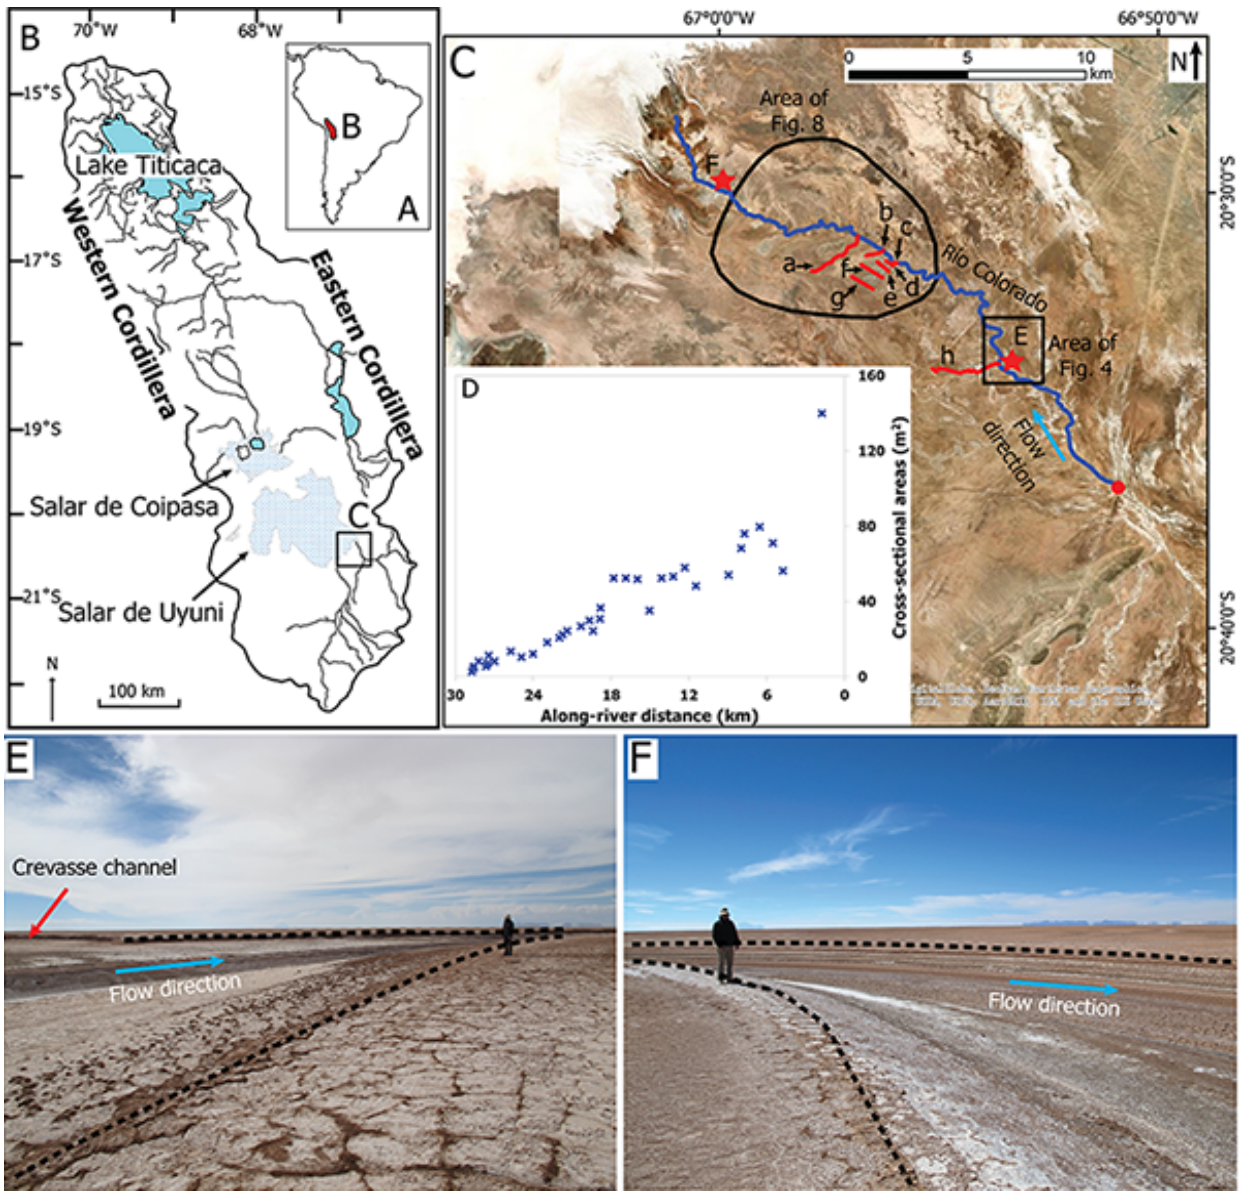 70°W
68°W
B
15°S
Lake Titicaca
17°S
Western Cordillera
Eastern Cordillera
19°S
Salar de Coipasa
C
Salar de Uyuni
21°S
N
100 km
B
A
67°0'0"W
66°50'0"W
C
0 5 10
km
N
Area of
Fig. 8
F
20°30'0"S
b
c
a
f
g
e
d
Río Colorado
E
Area of
Fig. 4
h
Flow
direction
20°40'0"S
D
160
120
80
40
0
Cross-sectional areas (m²)
30 24 18 12 6 0
Along-river distance (km)
E
Crevasse channel
Flow direction
F
Flow direction